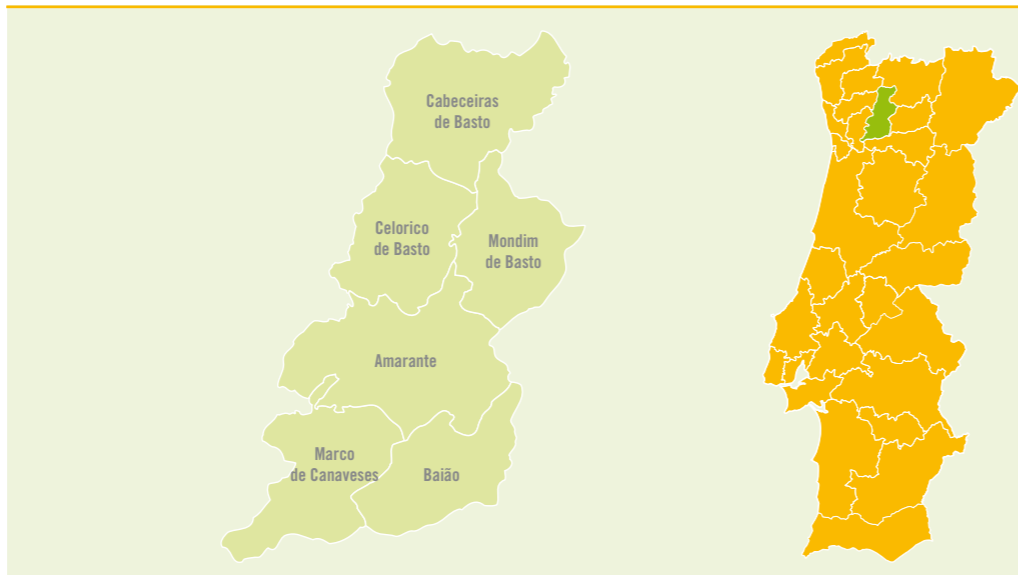 Cabeceiras
de Basto
Celorico
de Basto
Mondim
de Basto
Amarante
Marco
de Canaveses
Baião